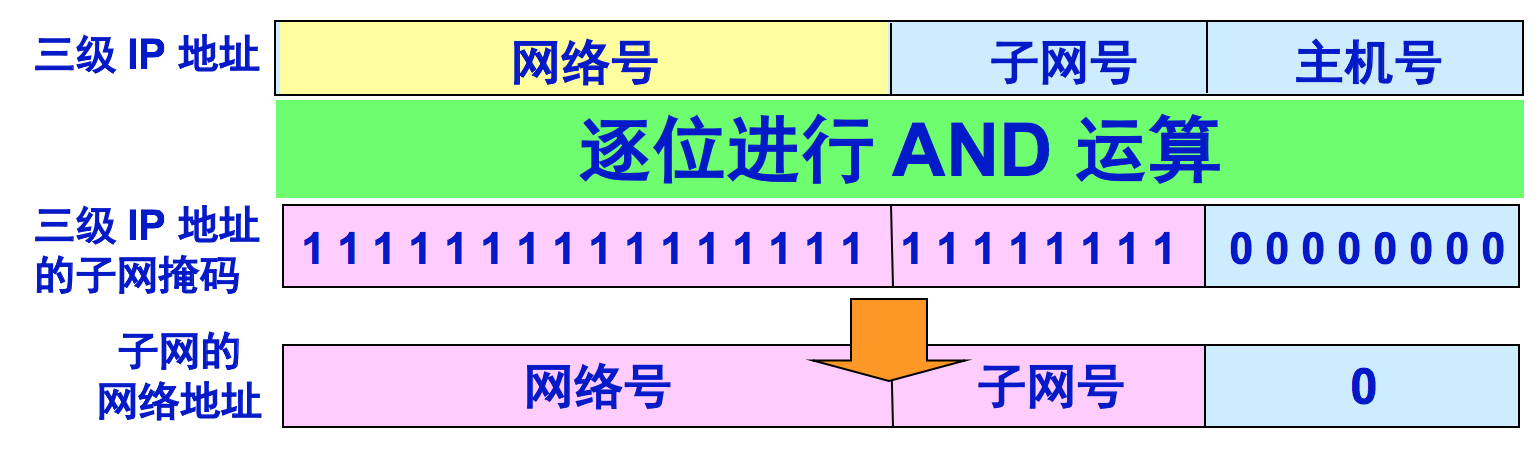 三级 IP 地址
网络号
子网号
主机号
逐位进行 AND 运算
三级 IP 地址
的子网掩码
1 1 1 1 1 1 1 1 1 1 1 1 1 1 1 1
1 1 1 1 1 1 1 1
0 0 0 0 0 0 0 0
子网的
网络地址
网络号
子网号
0